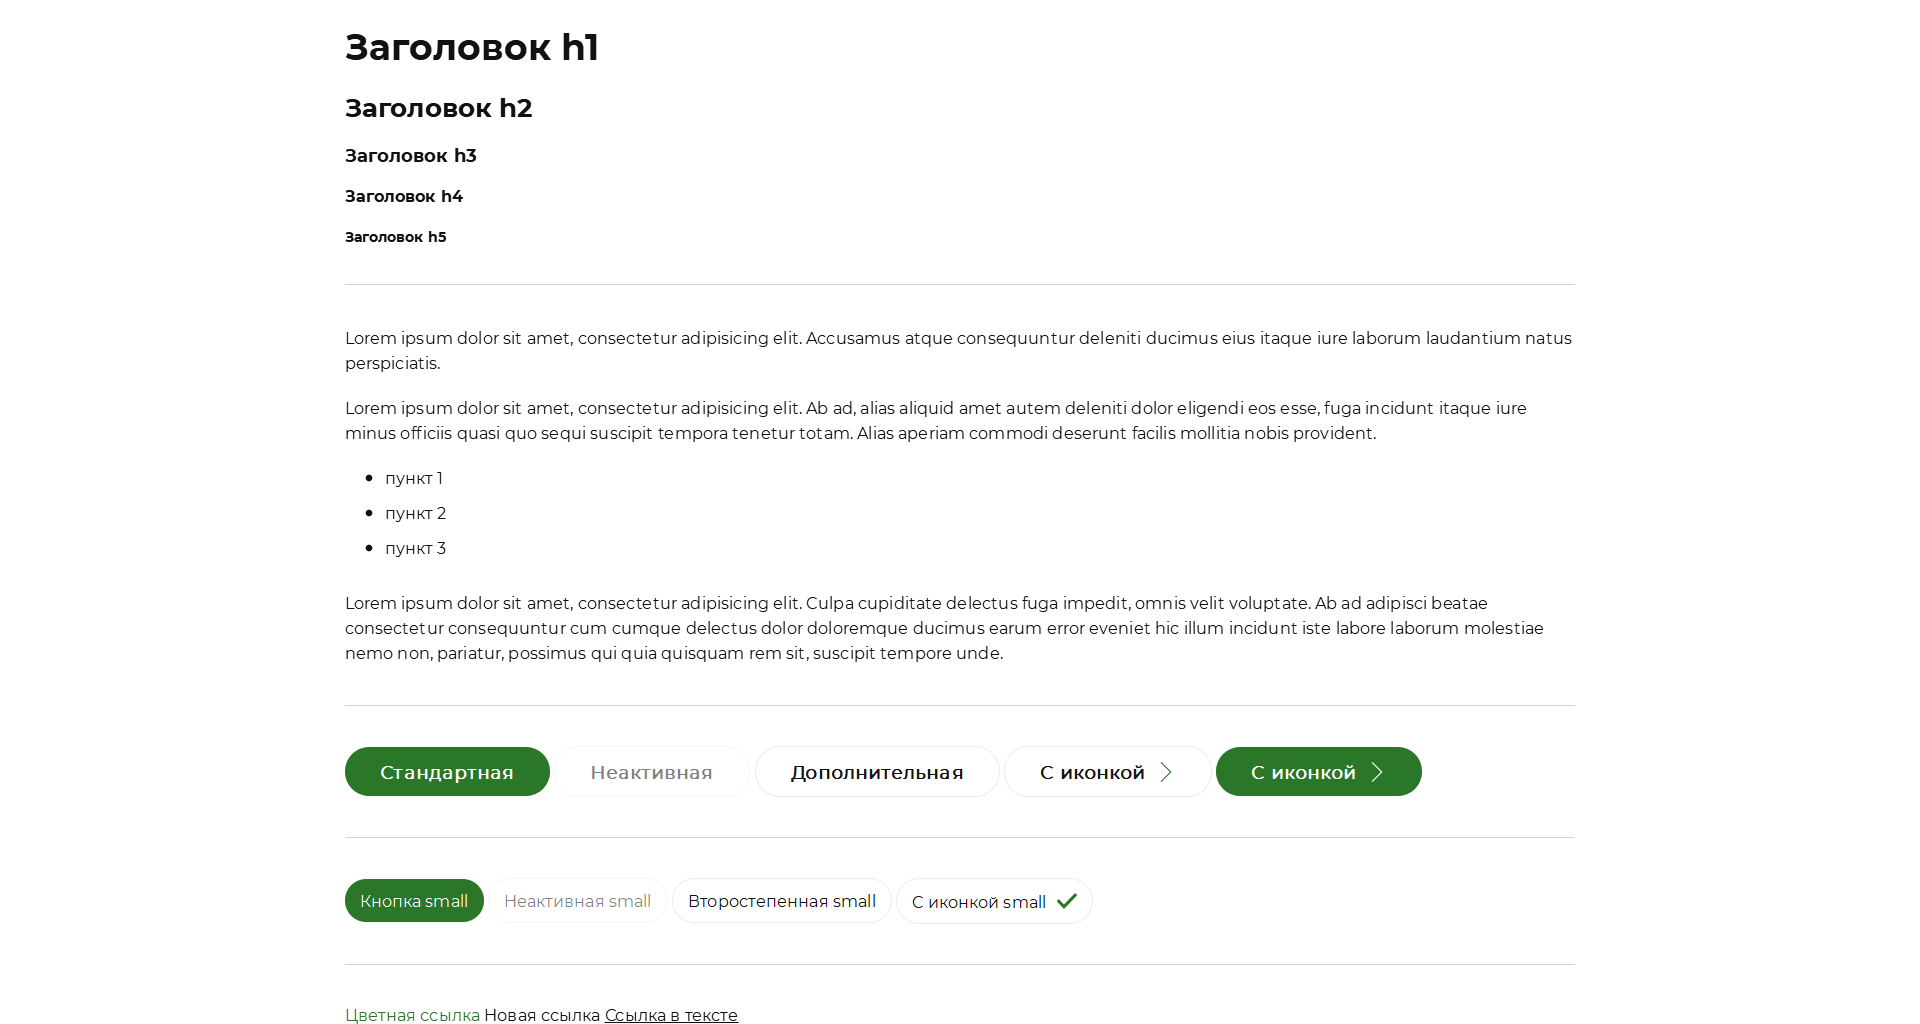 Заголовок h1
Заголовок h2
Заголовок h3
Заголовок h4
Заголовок h5
Lorem ipsum dolor sit amet, consectetur adipisicing elit. Accusamus atque consequuntur deleniti ducimus eius itaque iure laborum laudantium natus
perspiciatis.
Lorem ipsum dolor sit amet, consectetur adipisicing elit. Ab ad, alias aliquid amet autem deleniti dolor eligendi eos esse, fuga incidunt itaque iure
minus officiis quasi quo sequi suscipit tempora tenetur totam. Alias aperiam commodi deserunt facilis mollitia nobis provident.
• пункт 1
• пункт 2
• пункт 3
Lorem ipsum dolor sit amet, consectetur adipisicing elit. Culpa cupiditate delectus fuga impedit, omnis velit voluptate. Ab ad adipisci beatae
consectetur consequuntur cum cumque delectus dolor doloremque ducimus earum error eveniet hic illum incidunt iste labore laborum molestiae
nemo non, pariatur, possimus qui quia quisquam rem sit, suscipit tempore unde.
Стандартная Неактивная Дополнительная С иконкой С иконкой
Кнопка small Неактивная small Второстепенная small С иконкой small
Цветная ссылка Новая ссылка Ссылка в тексте